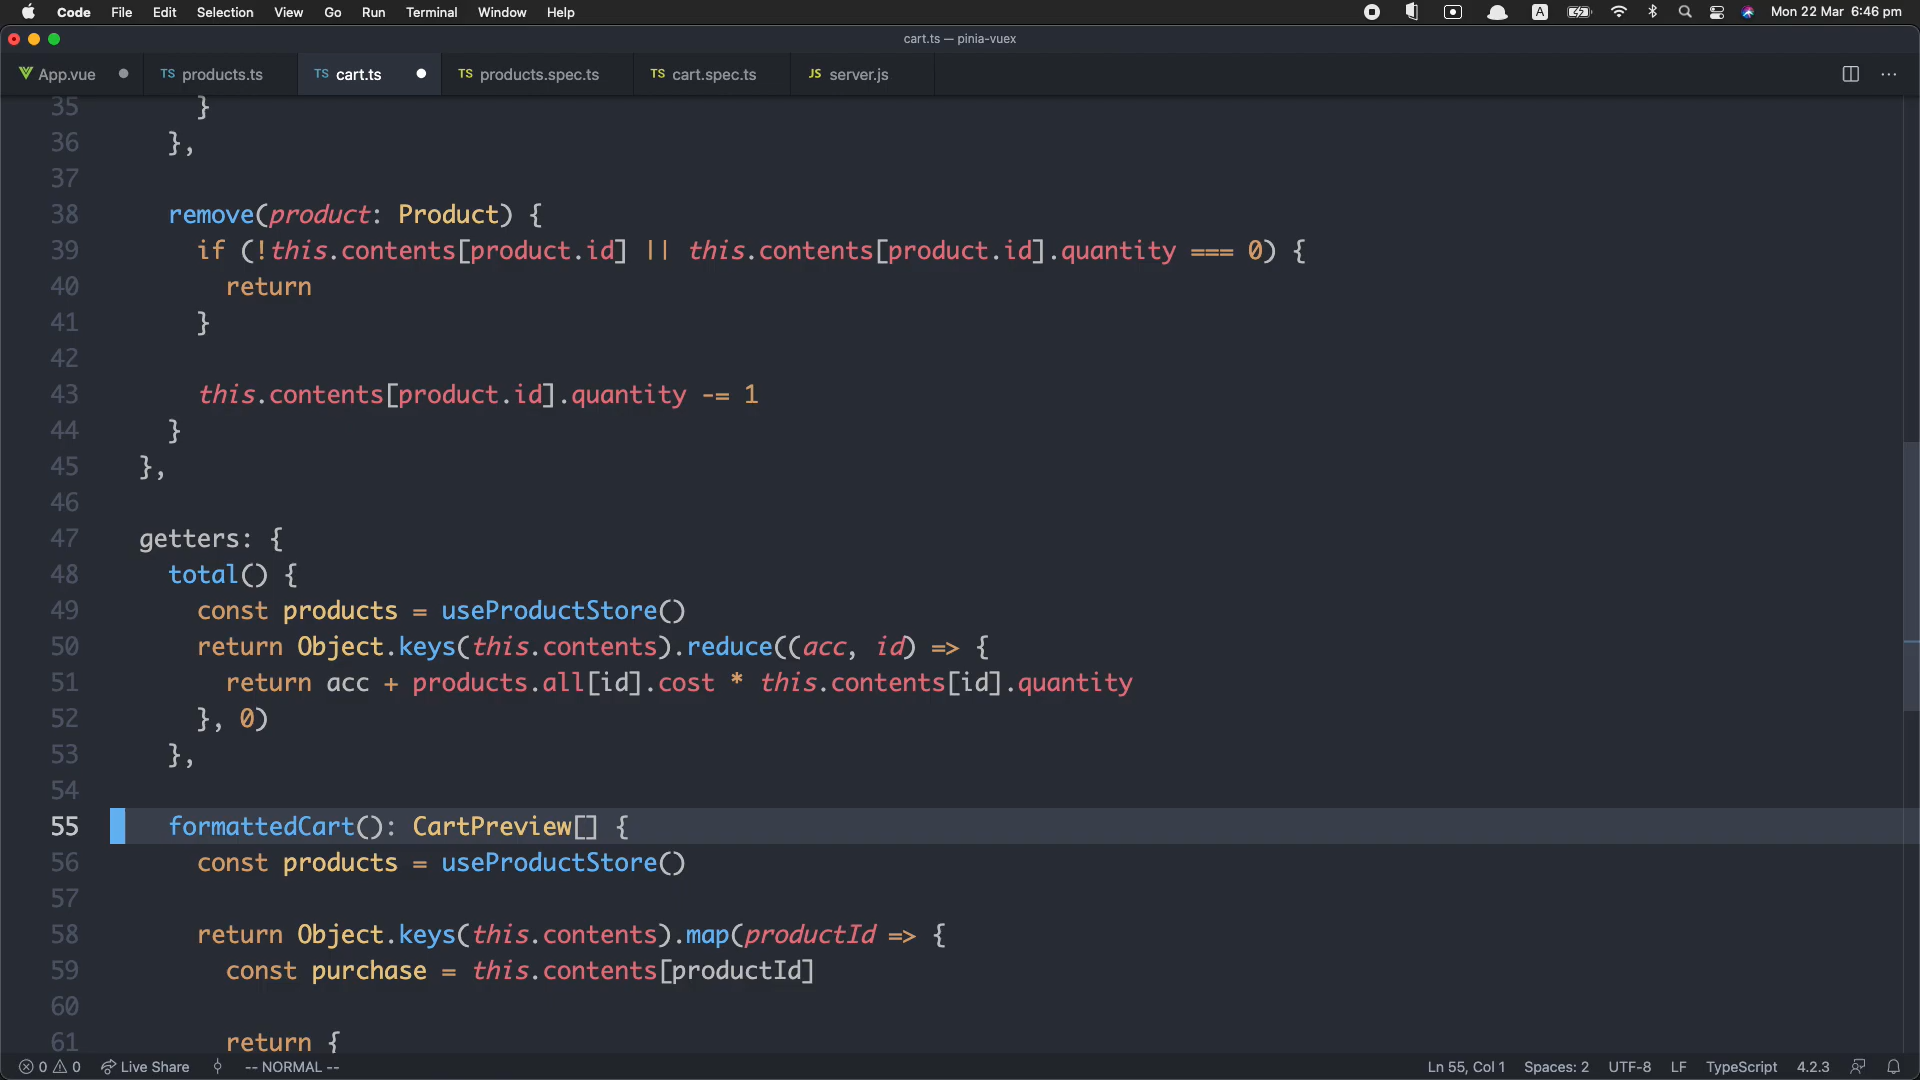 Code File Edit Selection View Go Run Terminal Window Help A Mon 22 Mar 6:46 pm
cart.ts — pinia-vuex
App.vue TS products.ts TS cart.ts TS products.spec.ts TS cart.spec.ts JS server.js ...
35 }
36 },
37
38 remove(product: Product) {
39 if (!this.contents[product.id] || this.contents[product.id].quantity === 0) {
40 return
41 }
42
43 this.contents[product.id].quantity -= 1
44 }
45 },
46
47 getters: {
48 total() {
49 const products = useProductStore()
50 return Object.keys(this.contents).reduce((acc, id) => {
51 return acc + products.all[id].cost * this.contents[id].quantity
52 }, 0)
53 },
54
55 formattedCart(): CartPreview[] {
56 const products = useProductStore()
57
58 return Object.keys(this.contents).map(productId => {
59 const purchase = this.contents[productId]
60
61 return {
0 0 Live Share -- NORMAL -- Ln 55, Col 1 Spaces: 2 UTF-8 LF TypeScript 4.2.3